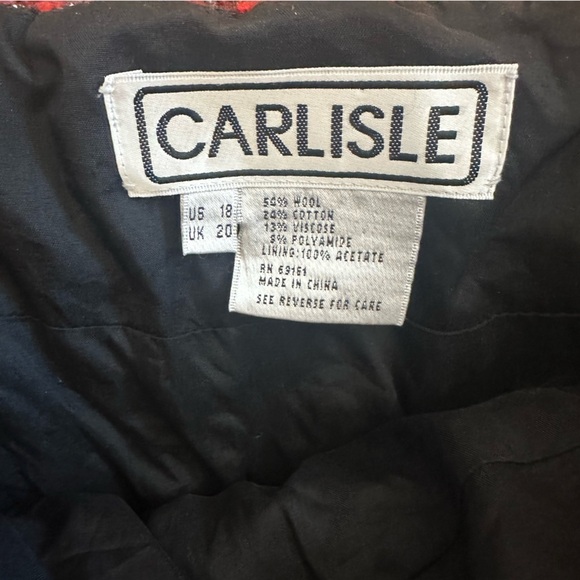 CARLISLE
US 18
UK 20
54% WOOL
24% COTTON
13% VISCOSE
9% POLYAMIDE
LINING:100% ACETATE
RN 69161
MADE IN CHINA
SEE REVERSE FOR CARE